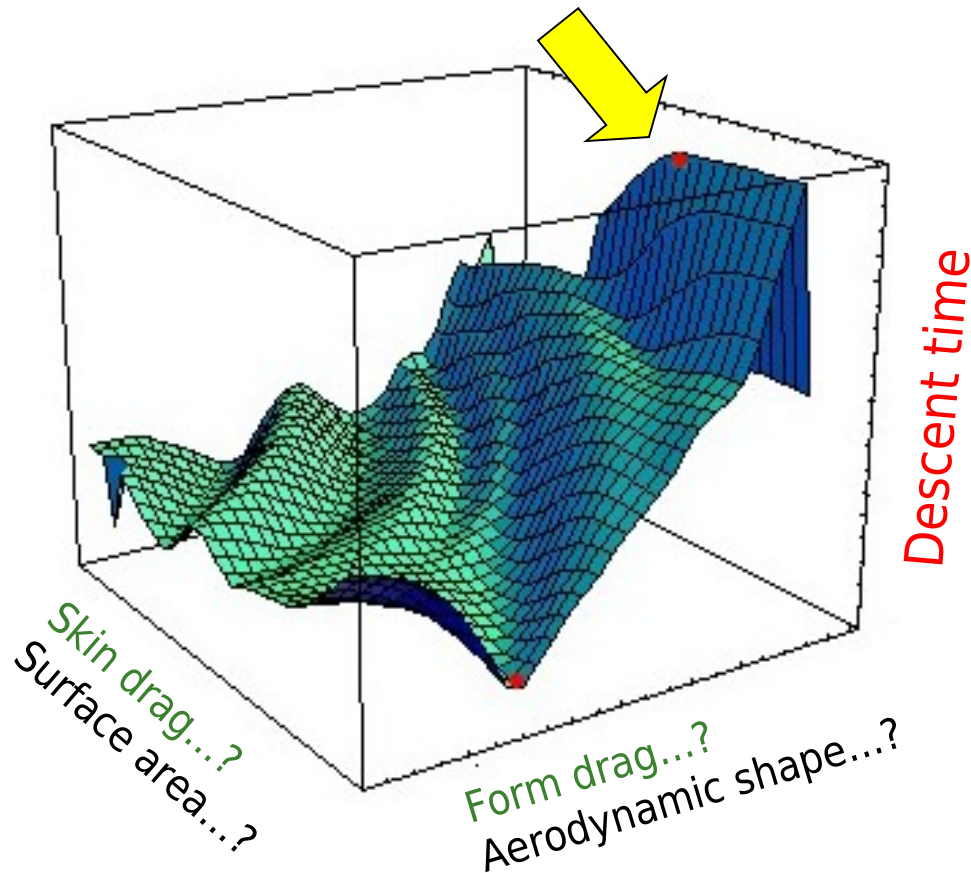 Descent time
Skin drag...?
Surface area...?
Form drag...?
Aerodynamic shape...?